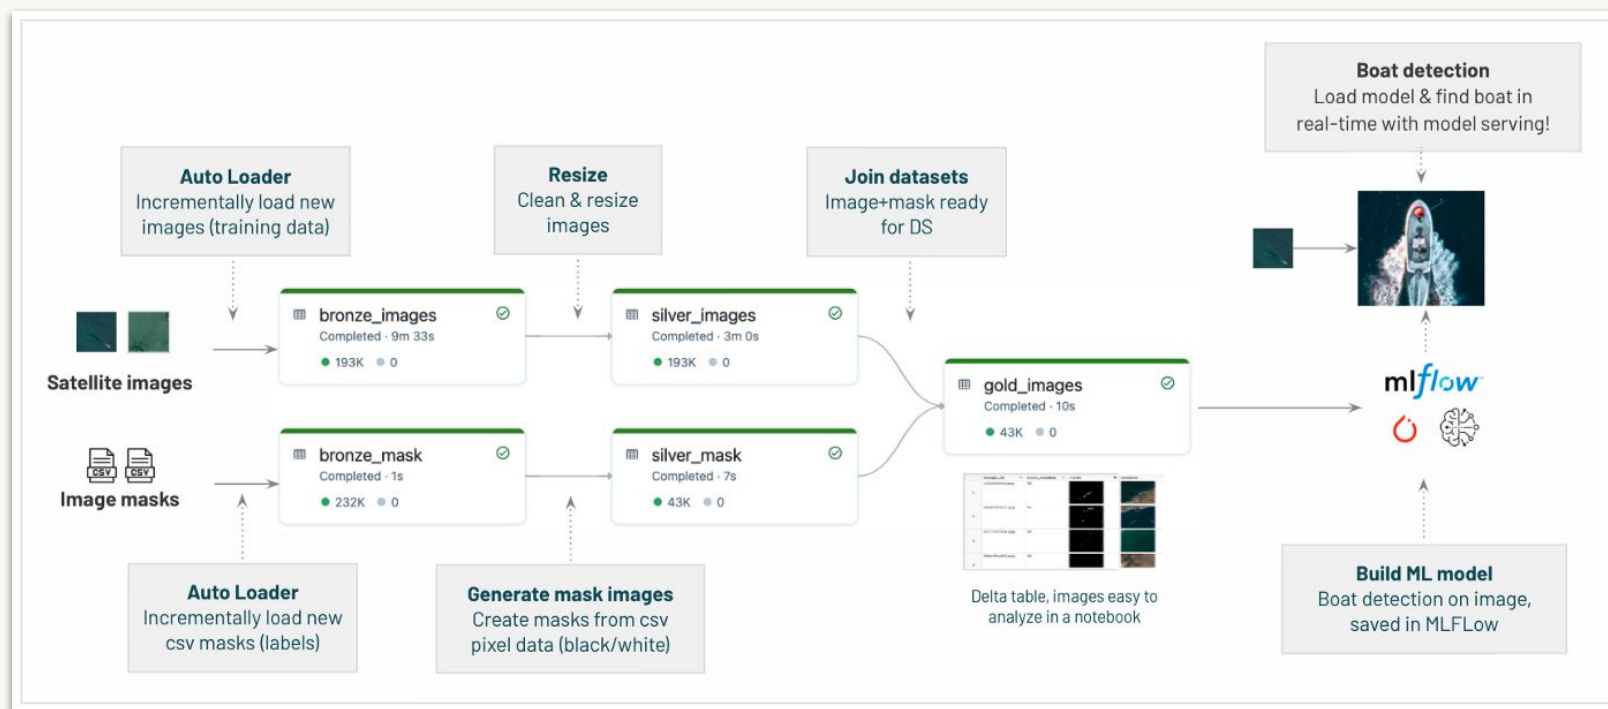 Boat detection
Load model & find boat in
real-time with model serving!
Auto Loader
Incrementally load new
images (training data)
Resize
Clean & resize
images
Join datasets
Image+mask ready
for DS
Satellite images
bronze_images
Completed · 9m 33s
193K 0
silver_images
Completed · 3m 0s
193K 0
gold_images
Completed · 10s
43K 0
mlflow
Image masks
CSV CSV
bronze_mask
Completed · 1s
232K 0
silver_mask
Completed · 7s
43K 0
Auto Loader
Incrementally load new
csv masks (labels)
Generate mask images
Create masks from csv
pixel data (black/white)
Delta table, images easy to
analyze in a notebook
Build ML model
Boat detection on image,
saved in MLFLow